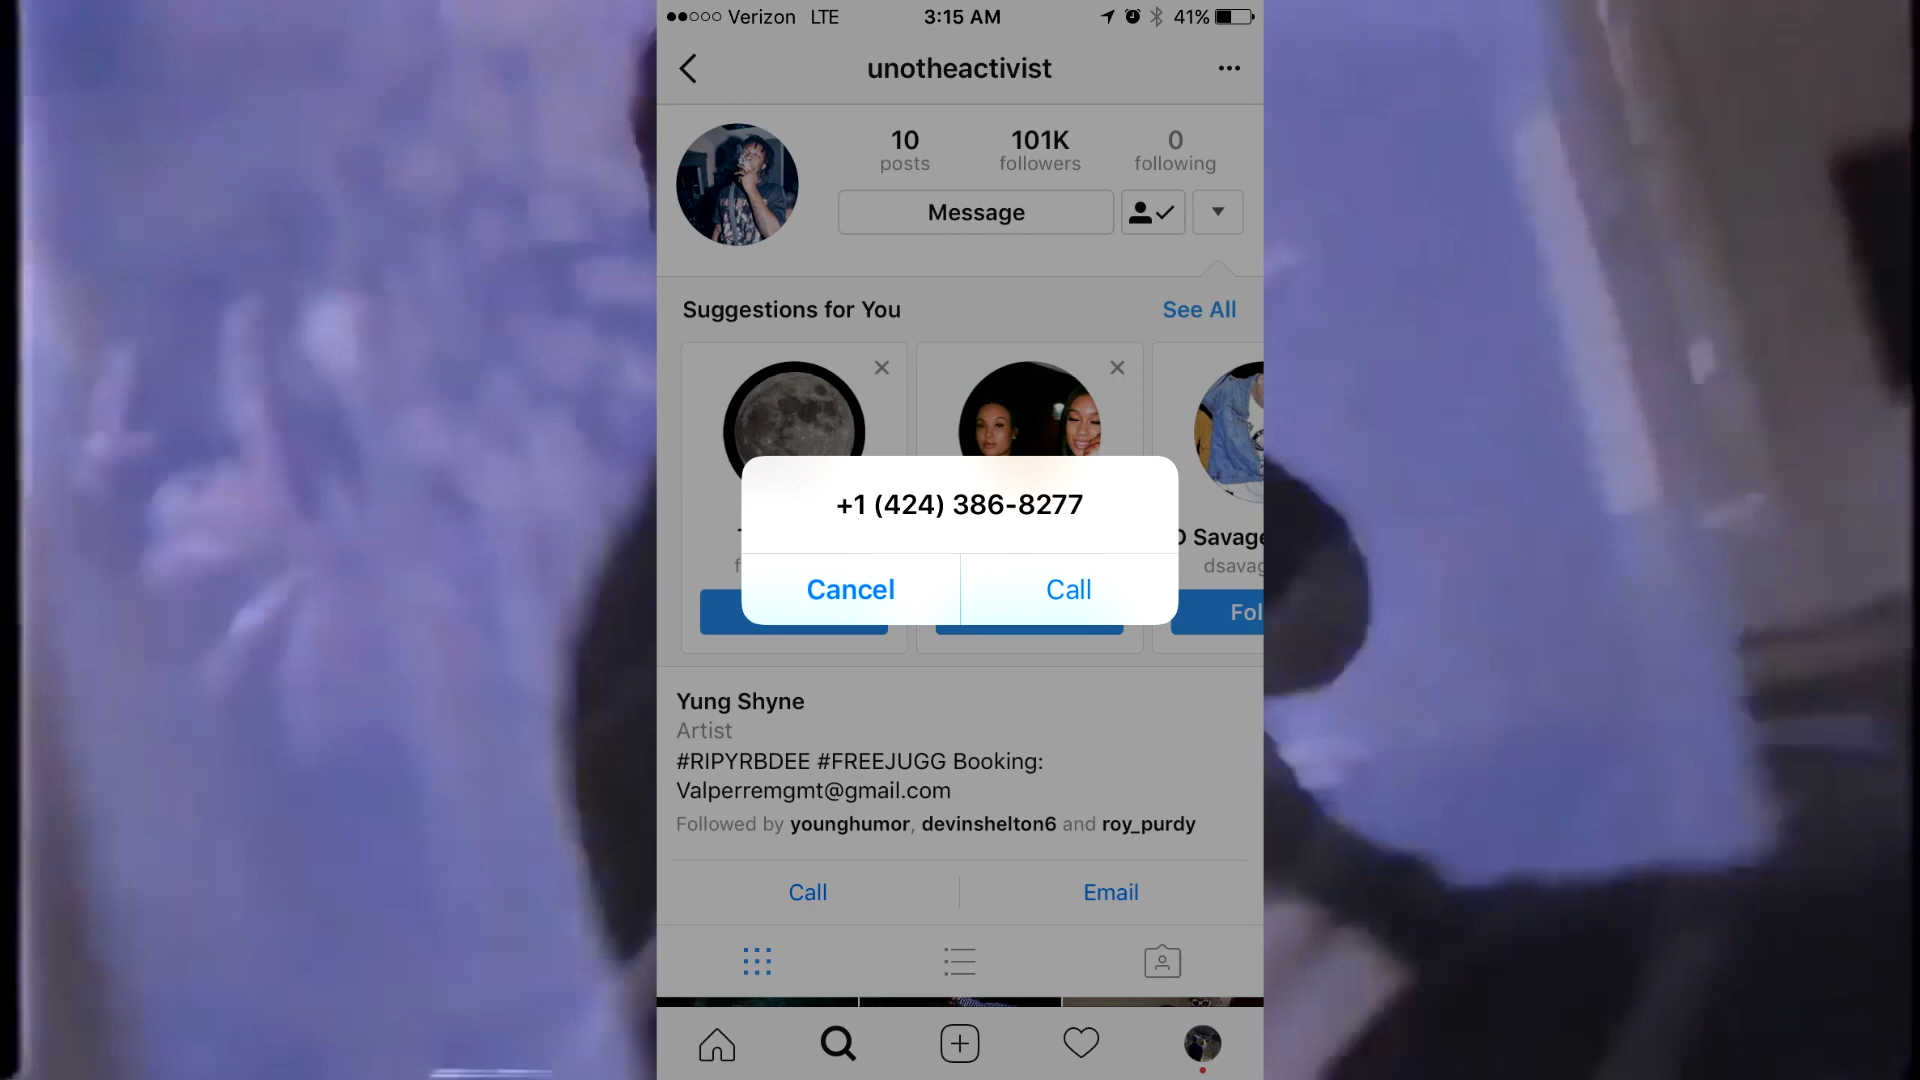 Verizon LTE 3:15 AM 41%
unotheactivist
10 101K 0
posts followers following
Message
Suggestions for You See All
+1 (424) 386-8277
Savage
dsavag
Cancel Call
Fol
Yung Shyne
Artist
#RIPYRBDEE #FREEJUGG Booking:
Valperremgmt@gmail.com
Followed by younghumor, devinshelton6 and roy_purdy
Call Email